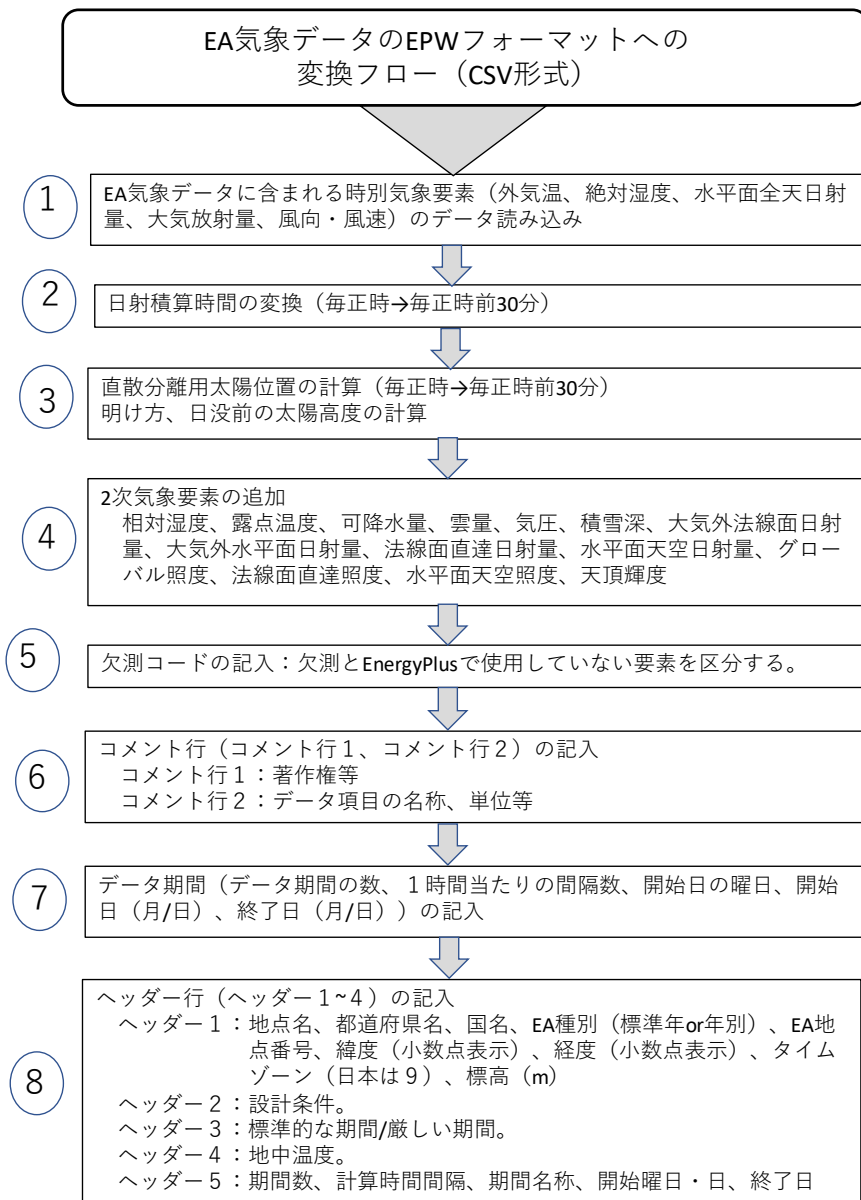 EA気象データのEPWフォーマットへの
変換フロー（CSV形式）
1
EA気象データに含まれる時別気象要素（外気温、絶対湿度、水平面全天日射
量、大気放射量、風向・風速）のデータ読み込み
2
日射積算時間の変換（毎正時→毎正時前30分）
3
直散分離用太陽位置の計算（毎正時→毎正時前30分）
明け方、日没前の太陽高度の計算
4
2次気象要素の追加
相対湿度、露点温度、可降水量、雲量、気圧、積雪深、大気外法線面日射
量、大気外水平面日射量、法線面直達日射量、水平面天空日射量、グロー
バル照度、法線面直達照度、水平面天空照度、天頂輝度
5
欠測コードの記入：欠測とEnergyPlusで使用していない要素を区分する。
6
コメント行（コメント行１、コメント行２）の記入
コメント行１：著作権等
コメント行２：データ項目の名称、単位等
7
データ期間（データ期間の数、１時間当たりの間隔数、開始日の曜日、開始
日（月/日）、終了日（月/日））の記入
8
ヘッダー行（ヘッダー１~４）の記入
ヘッダー１：地点名、都道府県名、国名、EA種別（標準年or年別）、EA地
点番号、緯度（小数点表示）、経度（小数点表示）、タイム
ゾーン（日本は９）、標高（m）
ヘッダー２：設計条件。
ヘッダー３：標準的な期間/厳しい期間。
ヘッダー４：地中温度。
ヘッダー５：期間数、計算時間間隔、期間名称、開始曜日・日、終了日